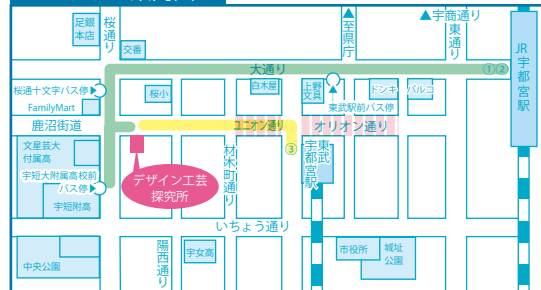 足銀
本店
桜通り
交番
▲至県庁
▲宇商通り
東通り
JR宇都宮駅
大通り
①②
桜通十文字バス停▶
桜小
白木屋
上野
文具
ドンキ
パルコ
東武駅前バス停
FamilyMart
鹿沼街道
ユニオン通り
オリオン通り
文星芸大
付属高
③
東武
宇都宮駅
材木町通り
宇短大附属高校前
バス停▶
デザイン工芸
探究所
宇短附高
いちょう通り
中央公園
陽西通り
宇女高
市役所
城址
公園